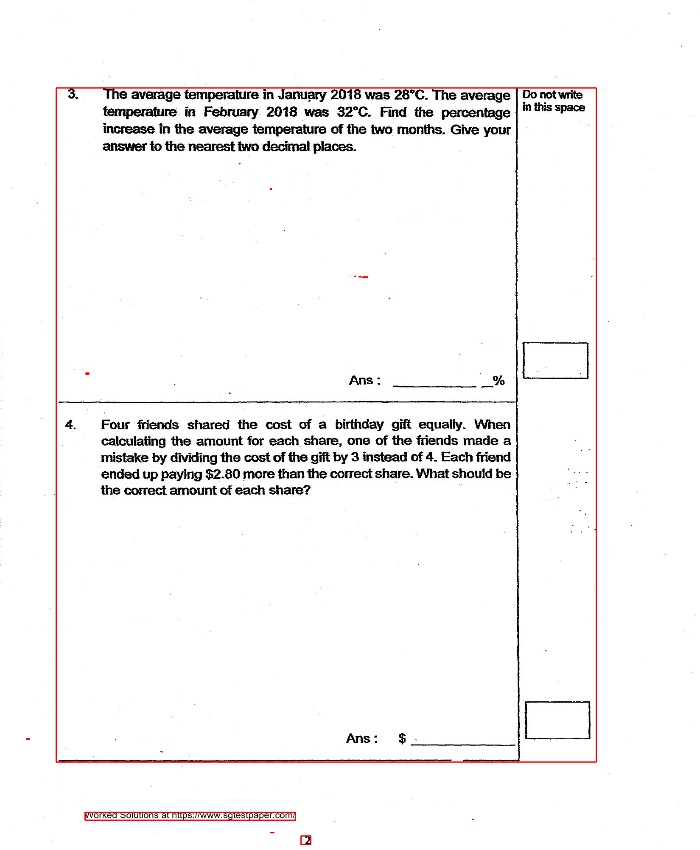 3. The average temperature in January 2018 was 28°C. The average
temperature in February 2018 was 32°C. Find the percentage
increase in the average temperature of the two months. Give your
answer to the nearest two decimal places.
Do not write
in this space
Ans : __________ _%
4. Four friends shared the cost of a birthday gift equally. When
calculating the amount for each share, one of the friends made a
mistake by dividing the cost of the gift by 3 instead of 4. Each friend
ended up paying $2.80 more than the correct share. What should be
the correct amount of each share?
Ans : $ ____________
Worked Solutions at https://www.sgtestpaper.com/
2